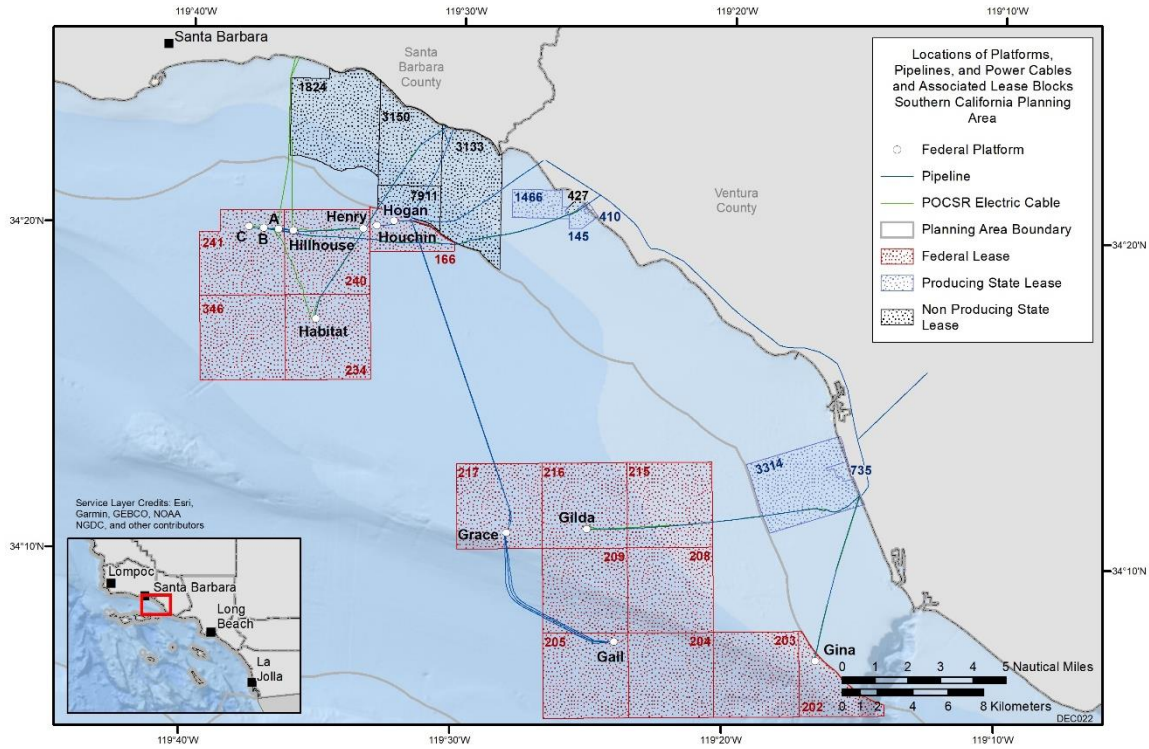 119°40'W
119°30'W
119°20'W
119°10'W
Santa Barbara
Santa
Barbara
County
Locations of Platforms,
Pipelines, and Power Cables
and Associated Lease Blocks
Southern California Planning
Area
Federal Platform
Pipeline
POCSR Electric Cable
Planning Area Boundary
Federal Lease
Producing State Lease
Non Producing State
Lease
1824
3150
3133
7911
1466
427
410
145
Ventura
County
34°20'N
34°20'N
A
B
C
Henry
Hogan
Houchin
Hillhouse
241
240
166
346
Habitat
234
3314
735
217
216
215
Gilda
Grace
209
208
34°10'N
34°10'N
205
204
203
Gail
Gina
202
Service Layer Credits: Esri,
Garmin, GEBCO, NOAA
NGDC, and other contributors
Lompoc
Santa Barbara
Long
Beach
La
Jolla
0 1 2 3 4 5 Nautical Miles
0 1 2 4 6 8 Kilometers
DEC022
119°40'W
119°30'W
119°20'W
119°10'W